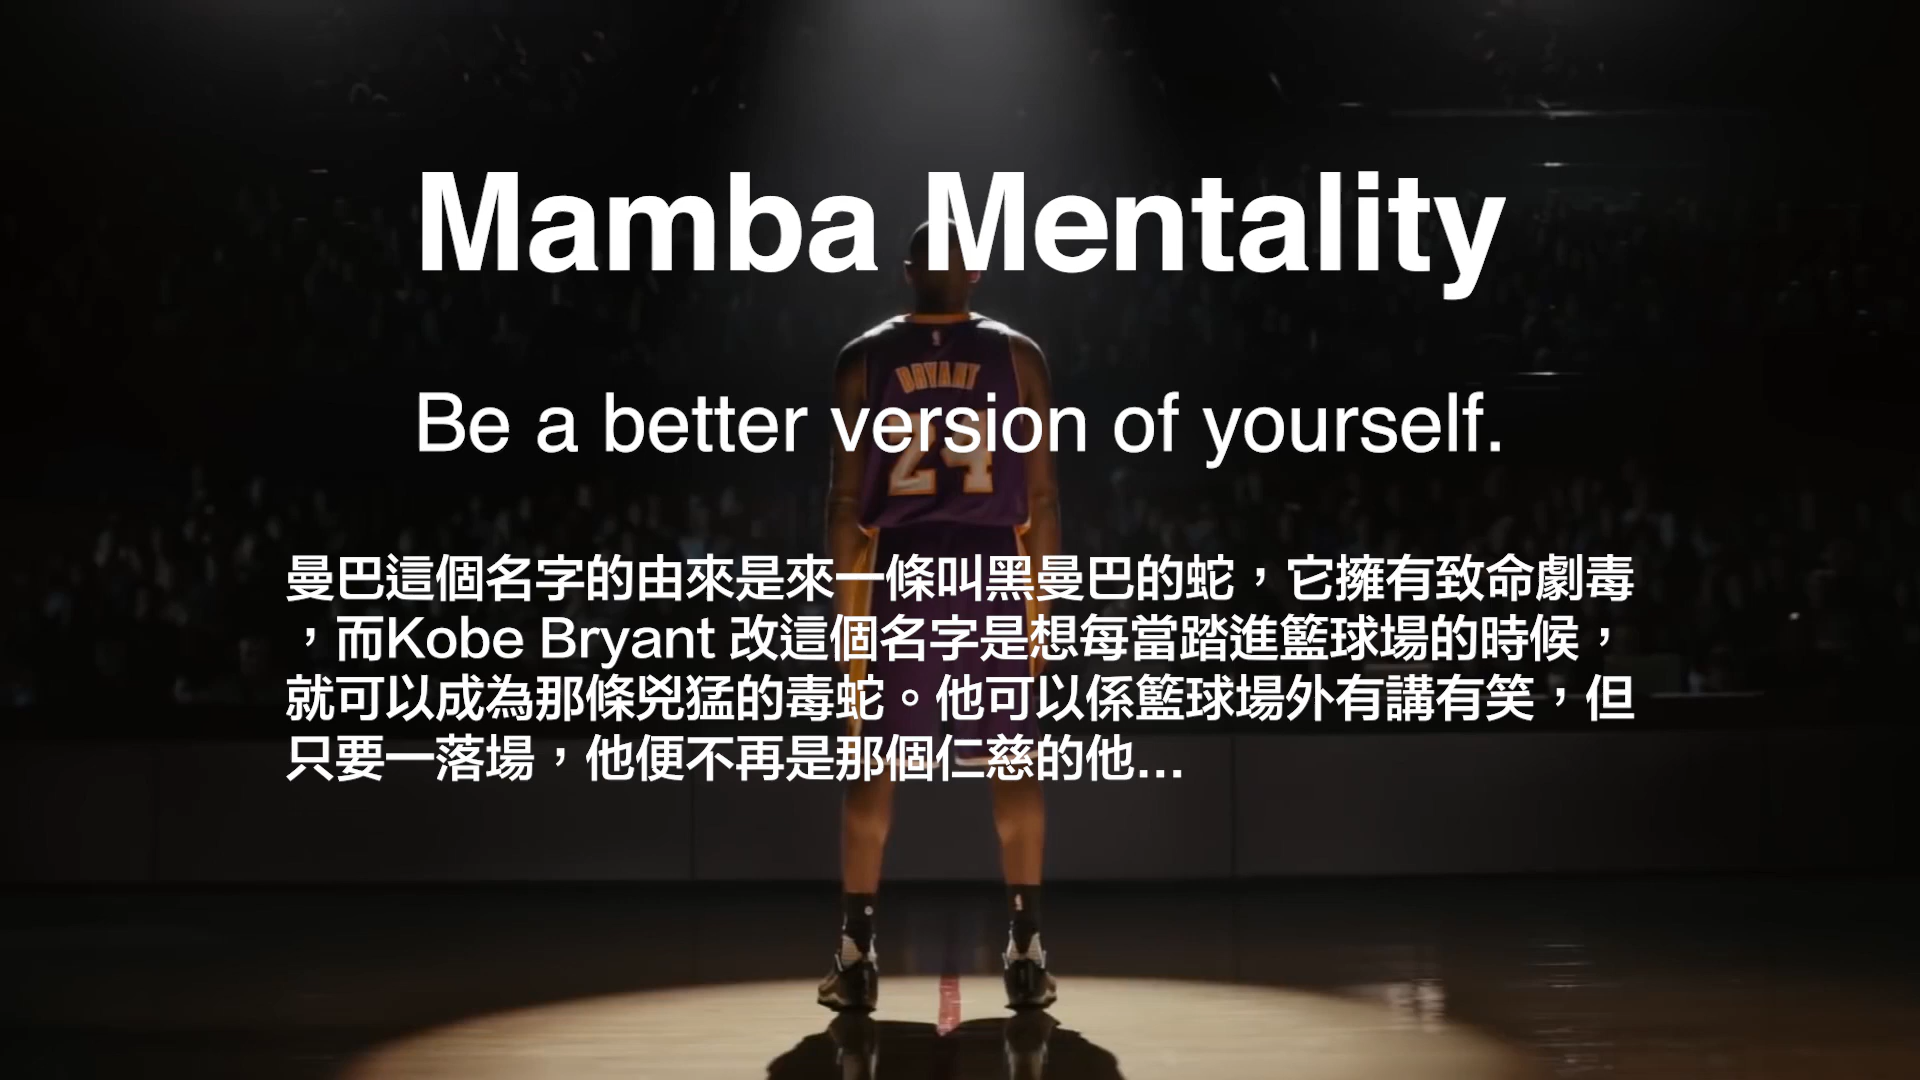 Mamba Mentality
BRYANT
Be a better version of yourself.
24
曼巴這個名字的由來是來一條叫黑曼巴的蛇，它擁有致命劇毒
，而Kobe Bryant 改這個名字是想每當踏進籃球場的時候，
就可以成為那條兇猛的毒蛇。他可以係籃球場外有講有笑，但
只要一落場，他便不再是那個仁慈的他...